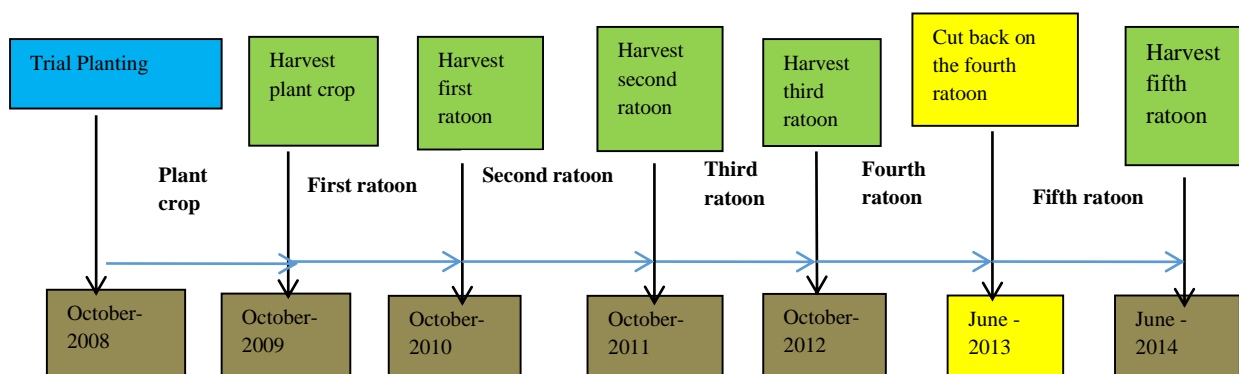 Trial Planting
Harvest
plant crop
Harvest
first
ratoon
Harvest
second
ratoon
Harvest
third
ratoon
Cut back on
the fourth
ratoon
Harvest
fifth
ratoon
Plant
crop
First ratoon
Second ratoon
Third
ratoon
Fourth
ratoon
Fifth ratoon
October-
2008
October-
2009
October-
2010
October-
2011
October-
2012
June -
2013
June -
2014